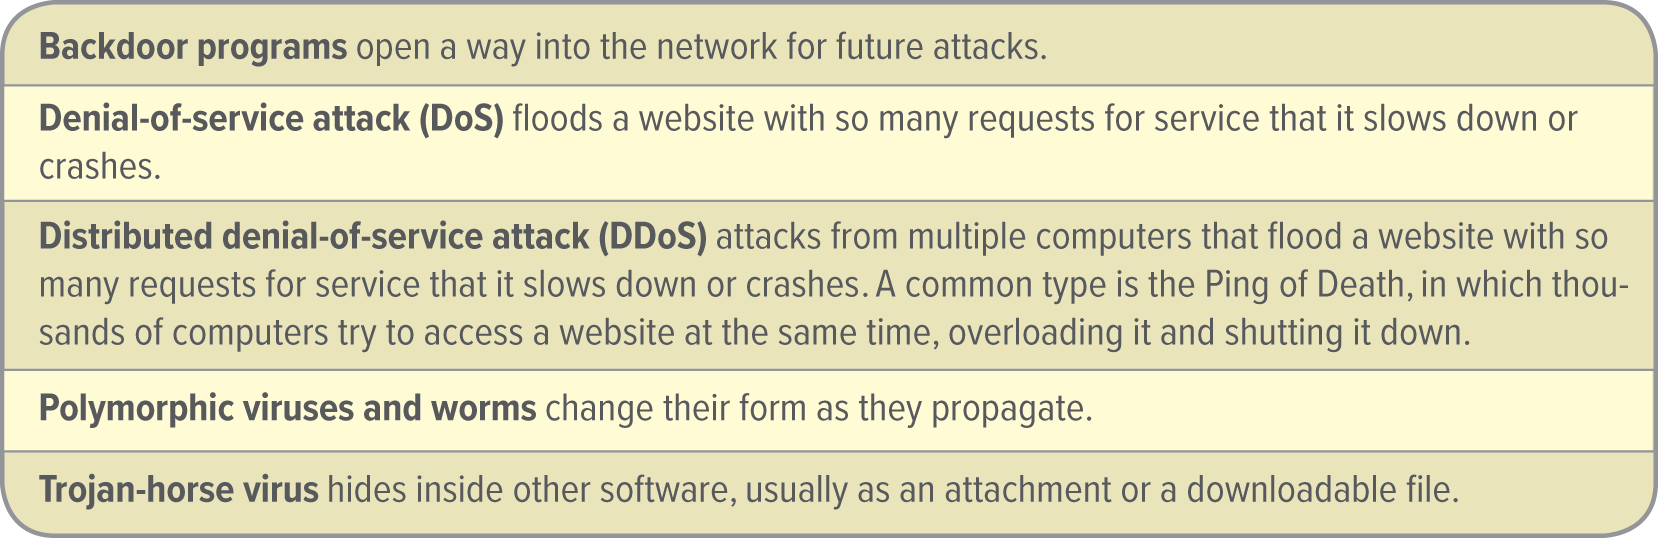 Backdoor programs open a way into the network for future attacks.
Denial-of-service attack (DoS) floods a website with so many requests for service that it slows down or
crashes.
Distributed denial-of-service attack (DDoS) attacks from multiple computers that flood a website with so
many requests for service that it slows down or crashes. A common type is the Ping of Death, in which thou-
sands of computers try to access a website at the same time, overloading it and shutting it down.
Polymorphic viruses and worms change their form as they propagate.
Trojan-horse virus hides inside other software, usually as an attachment or a downloadable file.